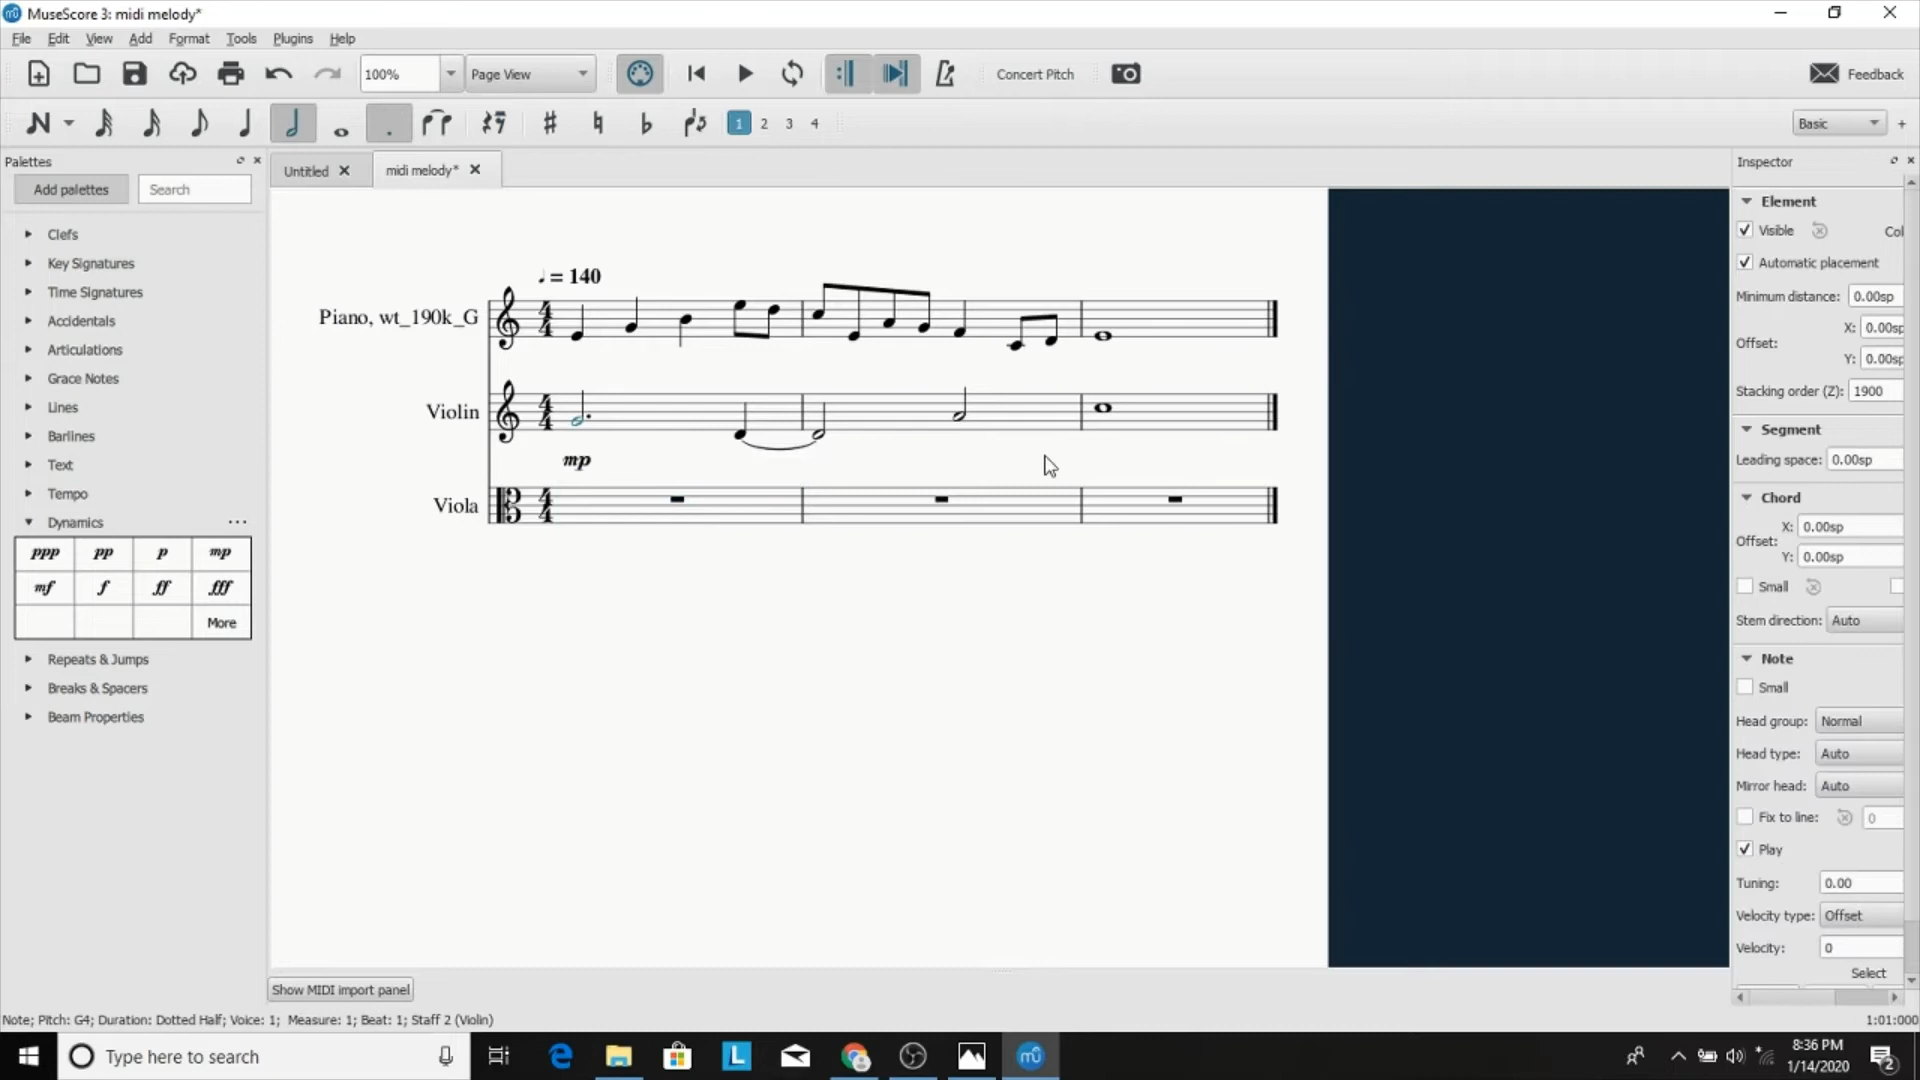 MuseScore 3: midi melody*
File Edit View Add Format Tools Plugins Help
100% Page View Concert Pitch Feedback
1 2 3 4 Basic +
Palettes
Add palettes Search
Clefs
Key Signatures
Time Signatures
Accidentals
Articulations
Grace Notes
Lines
Barlines
Text
Tempo
Dynamics ...
ppp pp p mp
mf f ff fff
More
Repeats & Jumps
Breaks & Spacers
Beam Properties
Untitled midi melody*
♩ = 140
Piano, wt_190k_G
Violin
mp
Viola
Show MIDI import panel
Inspector
Element
Visible Col
Automatic placement
Minimum distance: 0.00sp
X: 0.00sp
Offset:
Y: 0.00sp
Stacking order (Z): 1900
Segment
Leading space: 0.00sp
Chord
X: 0.00sp
Offset:
Y: 0.00sp
Small
Stem direction: Auto
Note
Small
Head group: Normal
Head type: Auto
Mirror head: Auto
Fix to line: 0
Play
Tuning: 0.00
Velocity type: Offset
Velocity: 0
Select
Note; Pitch: G4; Duration: Dotted Half; Voice: 1; Measure: 1; Beat: 1; Staff 2 (Violin) 1:01:000
Type here to search
8:36 PM
1/14/2020
2